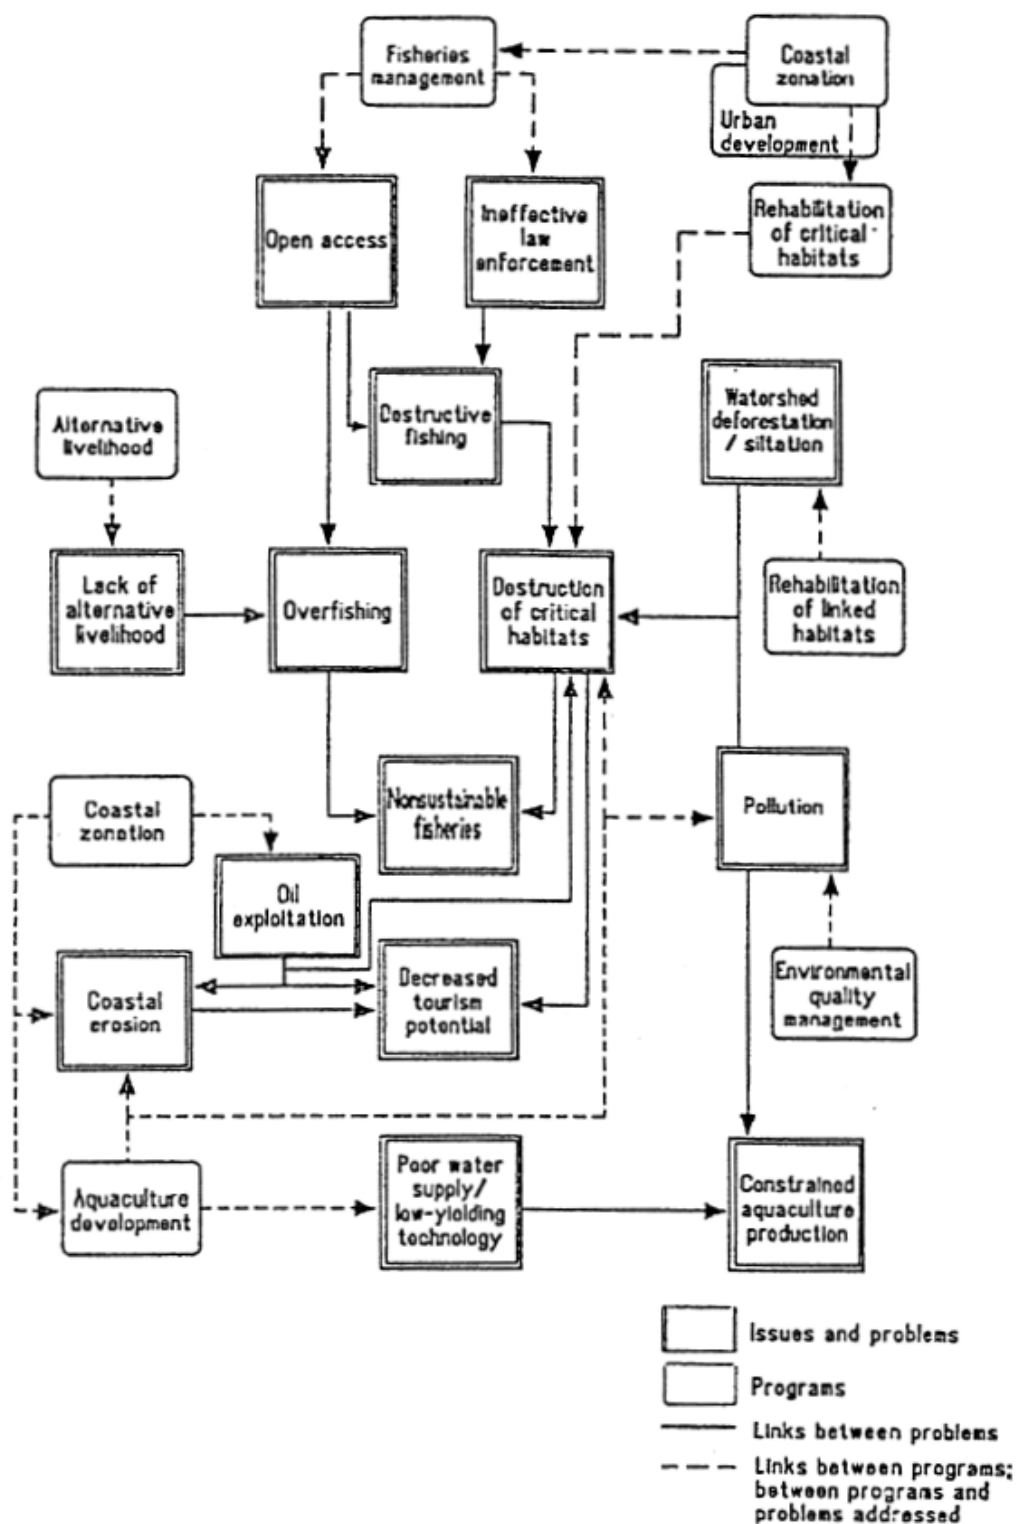 Fisheries
management
Coastal
zonation
Urban
development
Open access
Ineffective
law
enforcement
Rehabilitation
of critical
habitats
Alternative
livelihood
Destructive
fishing
Watershed
deforestation
/ siltation
Lack of
alternative
livelihood
Overfishing
Destruction
of critical
habitats
Rehabilitation
of linked
habitats
Coastal
zonation
Nonsustainable
fisheries
Pollution
Oil
exploitation
Coastal
erosion
Decreased
tourism
potential
Environmental
quality
management
Aquaculture
development
Poor water
supply/
low-yielding
technology
Constrained
aquaculture
production
Issues and problems
Programs
Links between problems
Links between programs;
between programs and
problems addressed